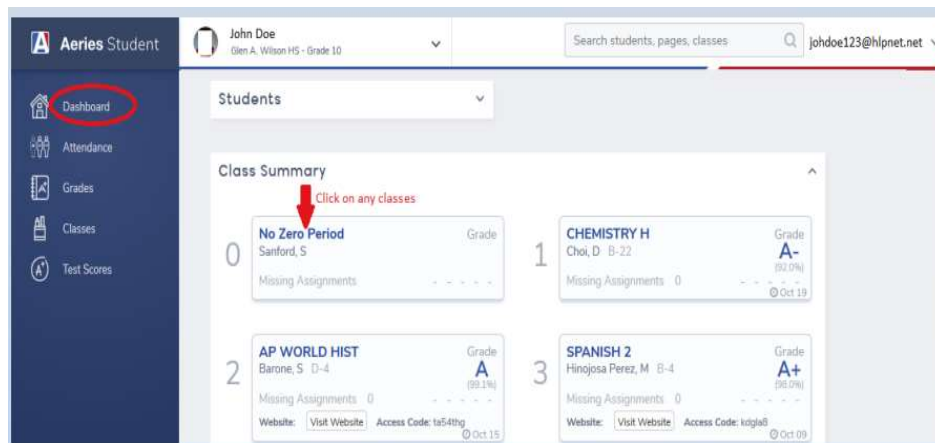 Aeries Student
John Doe
Glen A. Wilson HS - Grade 10
Search students, pages, classes
johdoe123@hlpnet.net
Dashboard
Attendance
Grades
Classes
Test Scores
Students
Class Summary
Click on any classes
0
No Zero Period
Grade
Sanford, S
Missing Assignments - - - - -
1
CHEMISTRY H
Grade
Choi, D B-22
A-
(92.0%)
Missing Assignments 0 - - - - -
Oct 19
2
AP WORLD HIST
Grade
Barone, S D-4
A
(99.1%)
Missing Assignments 0 - - - - -
Website: Visit Website Access Code: ta54thg
Oct 15
3
SPANISH 2
Grade
Hinojosa Perez, M B-4
A+
(98.0%)
Missing Assignments 0 - - - - -
Website: Visit Website Access Code: kdgla8
Oct 09